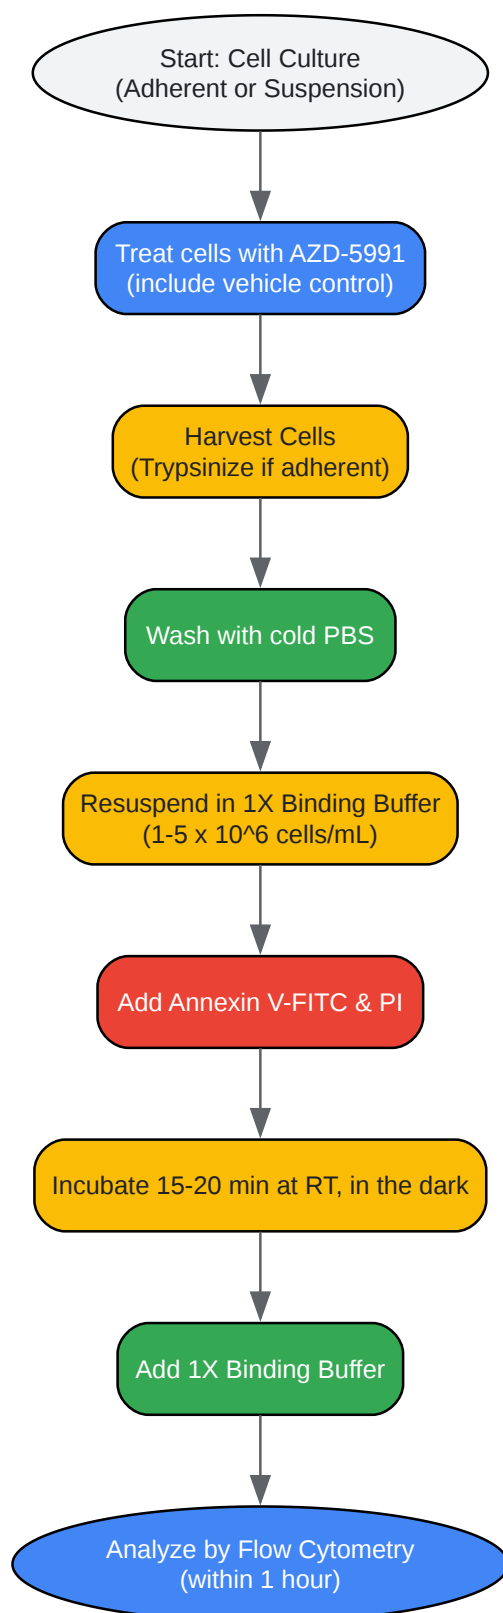 Start: Cell Culture
(Adherent or Suspension)
Treat cells with AZD-5991
(include vehicle control)
Harvest Cells
(Trypsinize if adherent)
Wash with cold PBS
Resuspend in 1X Binding Buffer
(1-5 x 10^6 cells/mL)
Add Annexin V-FITC & PI
Incubate 15-20 min at RT, in the dark
Add 1X Binding Buffer
Analyze by Flow Cytometry
(within 1 hour)